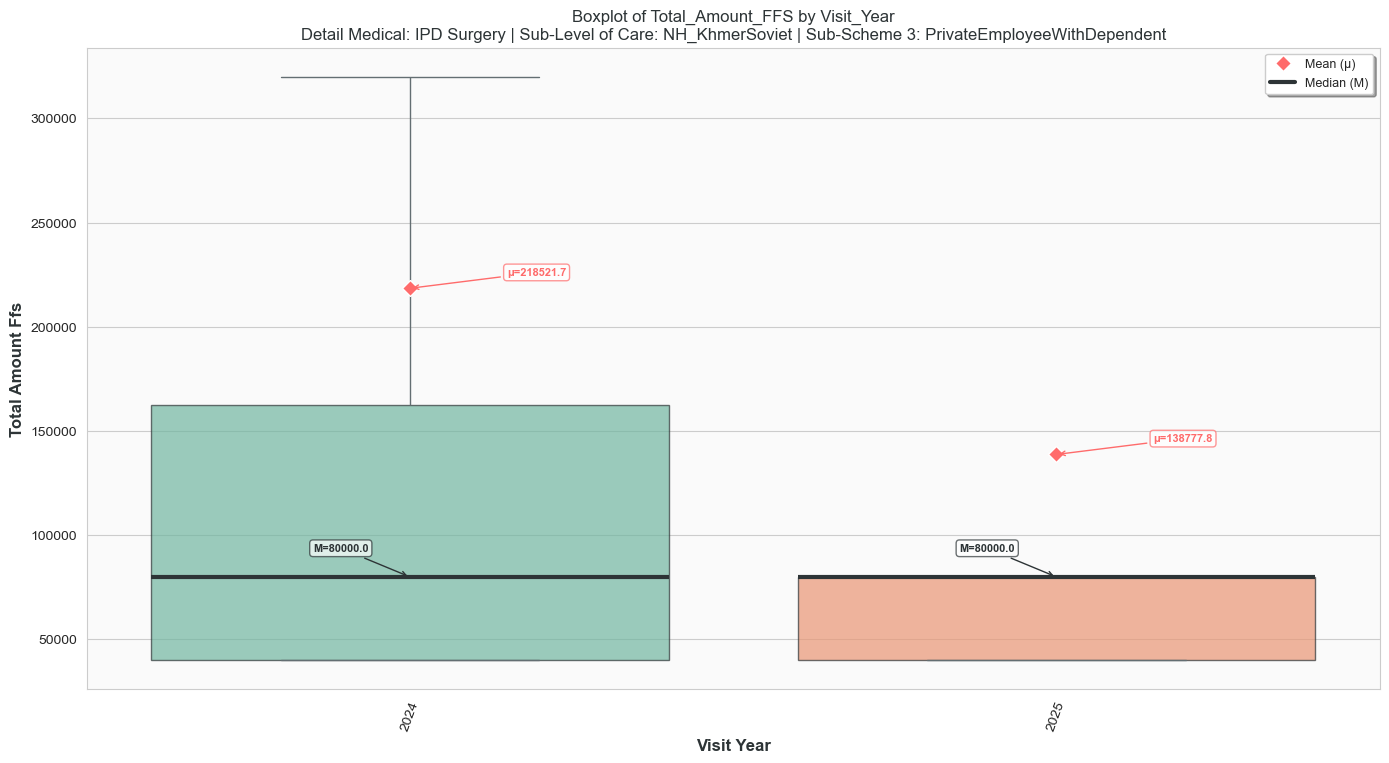 Boxplot of Total_Amount_FFS by Visit_Year
Detail Medical: IPD Surgery | Sub-Level of Care: NH_KhmerSoviet | Sub-Scheme 3: PrivateEmployeeWithDependent
Mean (μ)
Median (M)
Total Amount Ffs
300000
250000
200000
150000
100000
50000
μ=218521.7
μ=138777.8
M=80000.0
M=80000.0
2024
2025
Visit Year